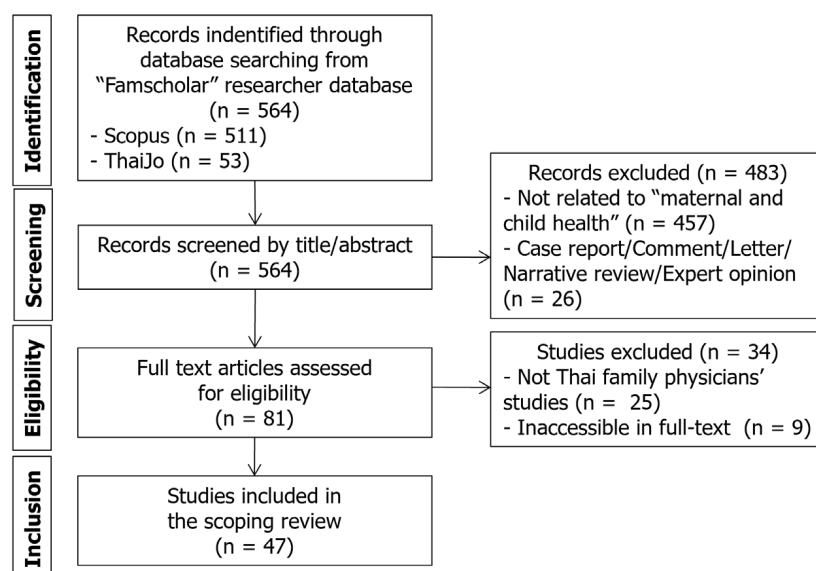 Identification
Records indentified through
database searching from
“Famscholar” researcher database
(n = 564)
- Scopus (n = 511)
- ThaiJo (n = 53)
Screening
Records screened by title/abstract
(n = 564)
Records excluded (n = 483)
- Not related to “maternal and
child health” (n = 457)
- Case report/Comment/Letter/
Narrative review/Expert opinion
(n = 26)
Eligibility
Full text articles assessed
for eligibility
(n = 81)
Studies excluded (n = 34)
- Not Thai family physicians’
studies (n = 25)
- Inaccessible in full-text (n = 9)
Inclusion
Studies included in
the scoping review
(n = 47)